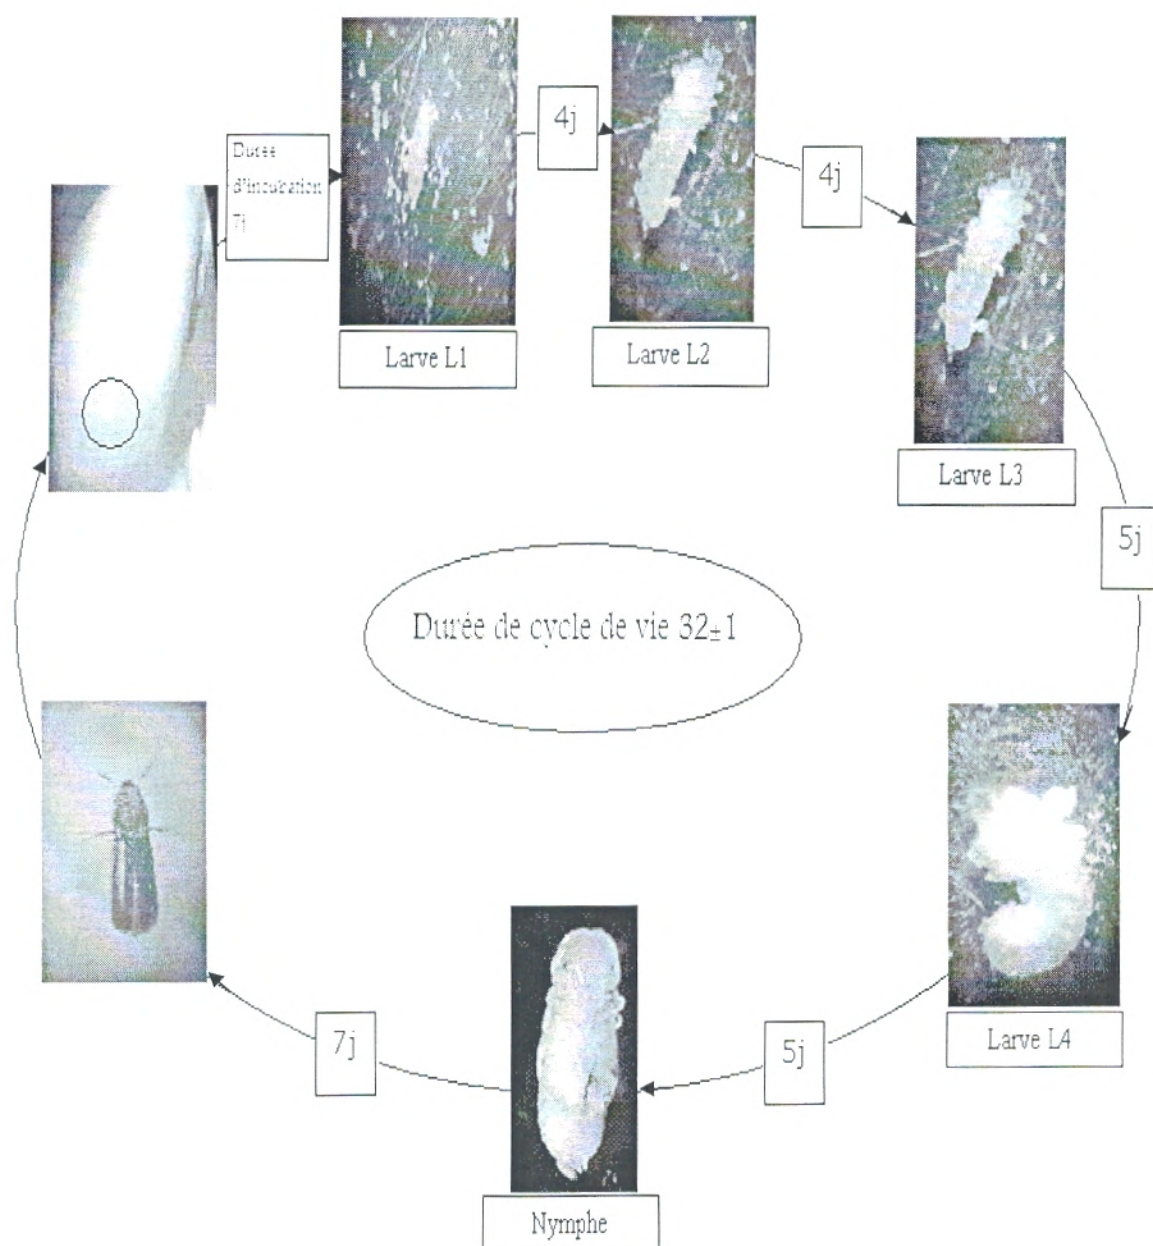 Durée
d'incubation
7j
4j
4j
Larve L1
Larve L2
Larve L3
5j
Durée de cycle de vie 32±1
7j
5j
Larve L4
Nymphe